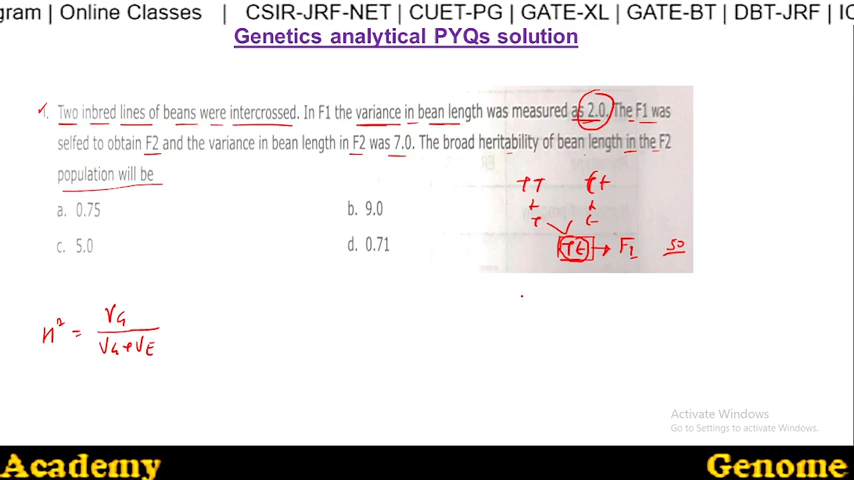 gram | Online Classes | CSIR-JRF-NET | CUET-PG | GATE-XL | GATE-BT | DBT-JRF | IC
Genetics analytical PYQs solution
Two inbred lines of beans were intercrossed. In F1 the variance in bean length was measured as 2.0. The F1 was
selfed to obtain F2 and the variance in bean length in F2 was 7.0. The broad heritability of bean length in the F2
population will be
a. 0.75
b. 9.0
c. 5.0
d. 0.71
TT tt
F1 50
H² = VG
VG+VE
Activate Windows
Go to Settings to activate Windows.
Academy
Genome